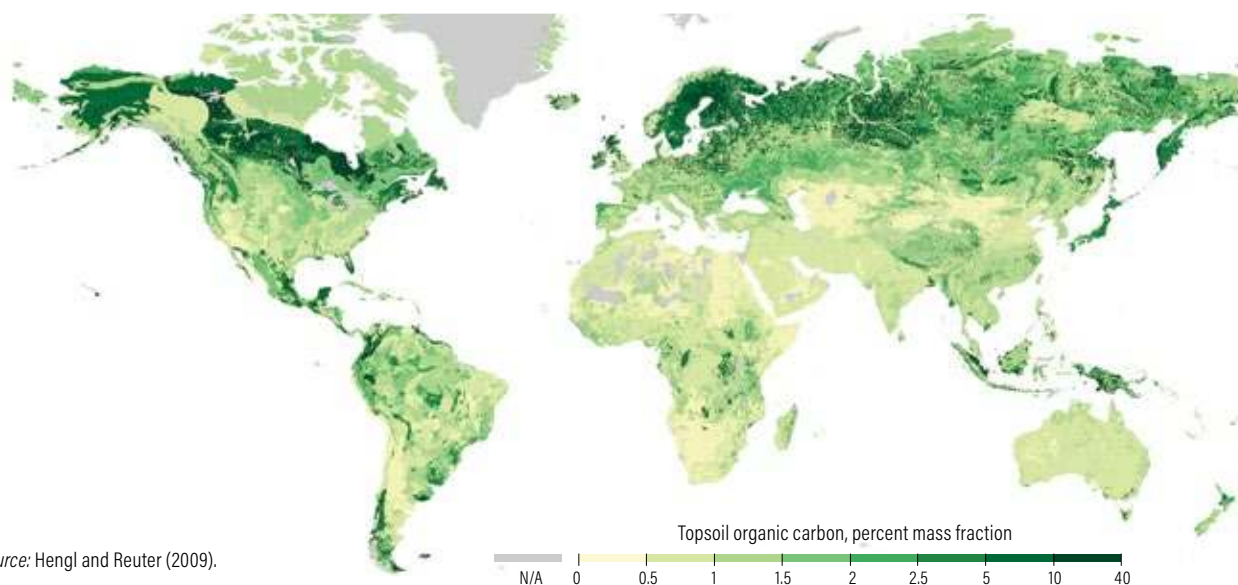 Topsoil organic carbon, percent mass fraction
urce: Hengl and Reuter (2009).
N/A 0 0.5 1 1.5 2 2.5 5 10 40